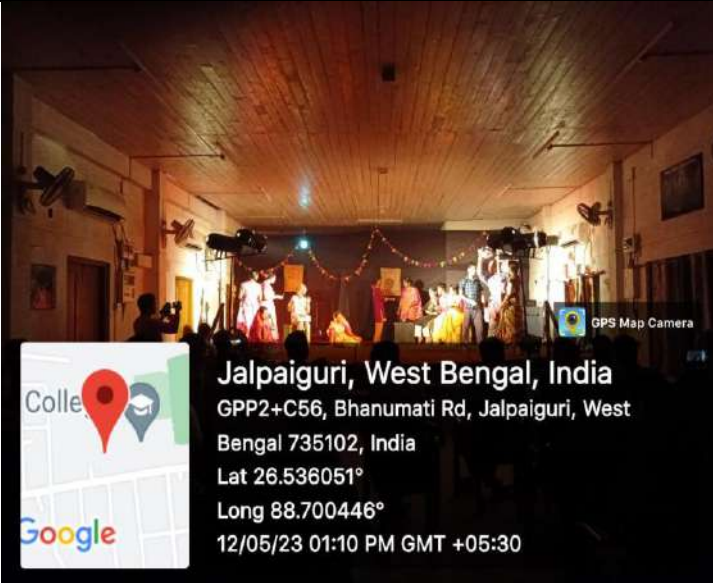 GPS Map Camera
Colle
Google
Jalpaiguri, West Bengal, India
GPP2+C56, Bhanumati Rd, Jalpaiguri, West
Bengal 735102, India
Lat 26.536051°
Long 88.700446°
12/05/23 01:10 PM GMT +05:30